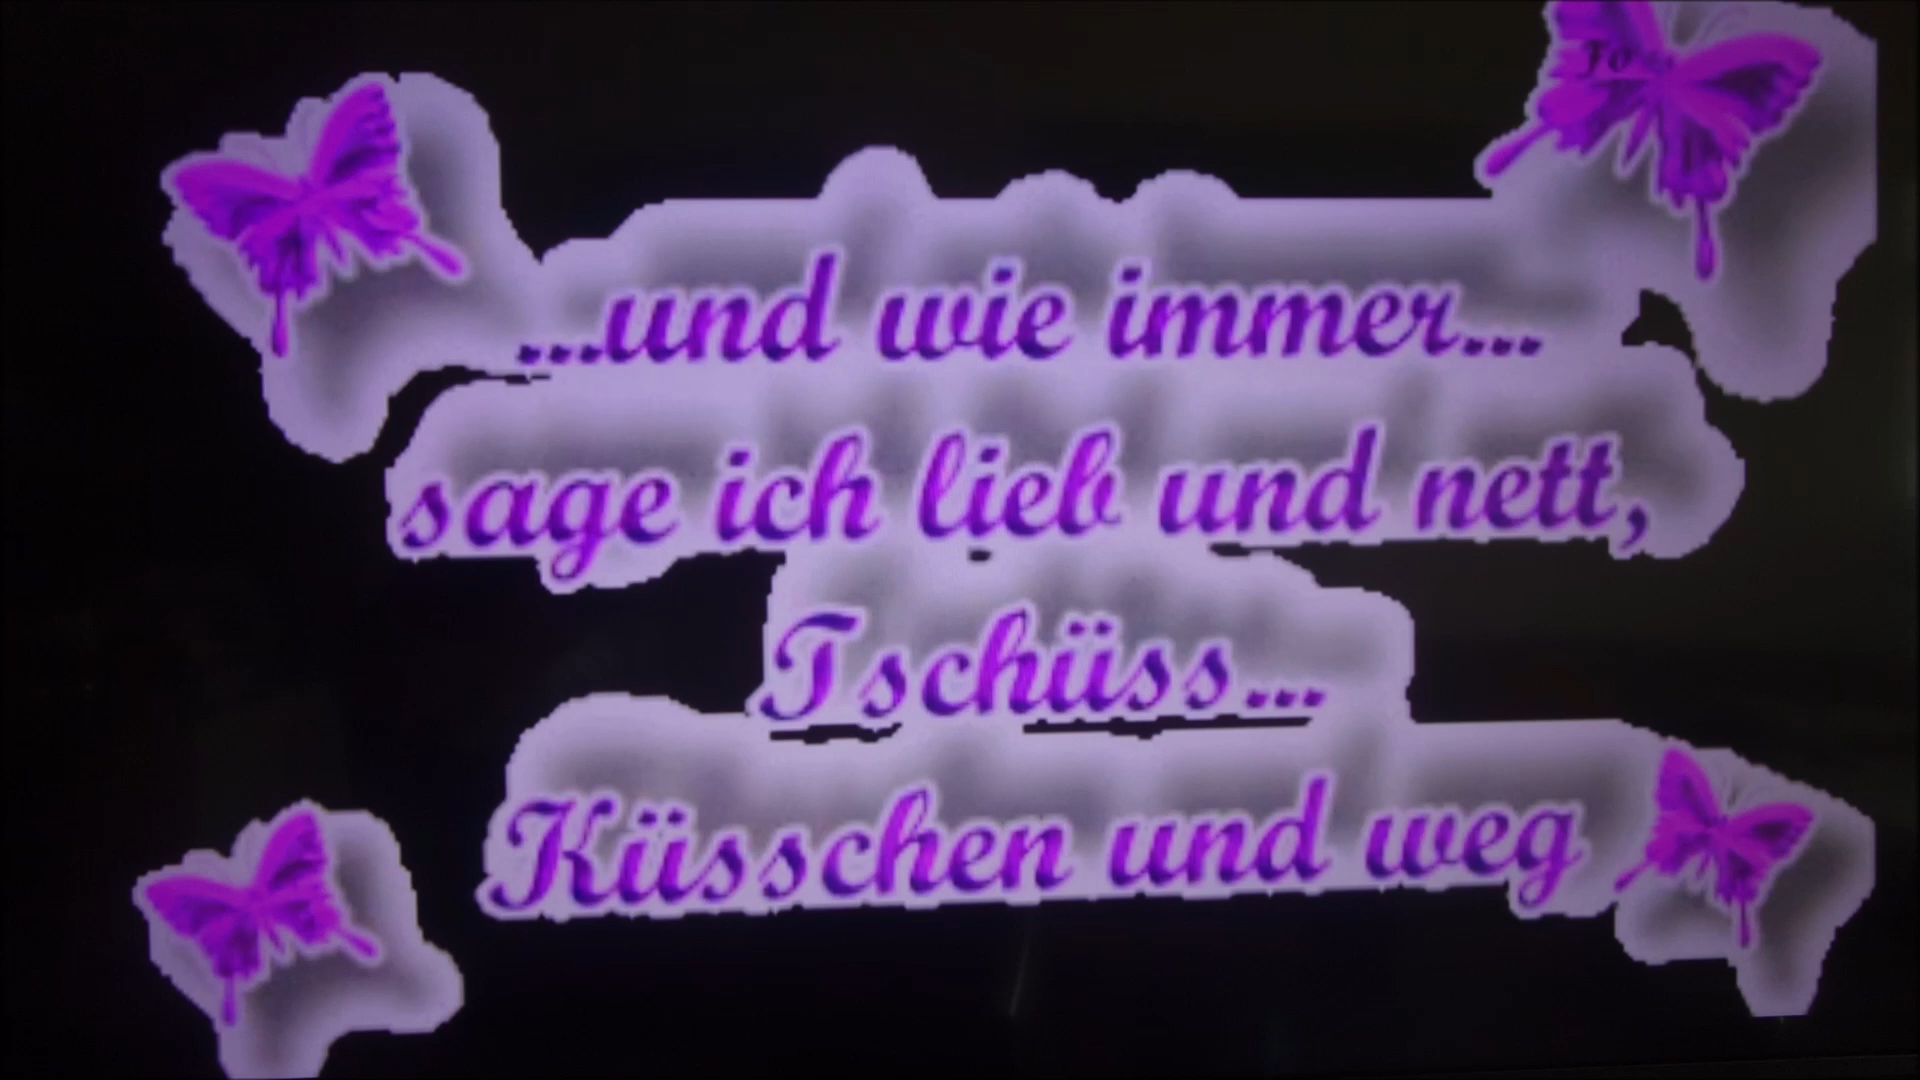 ...und wie immer...
sage ich lieb und nett,
Tschüss...
Küsschen und weg